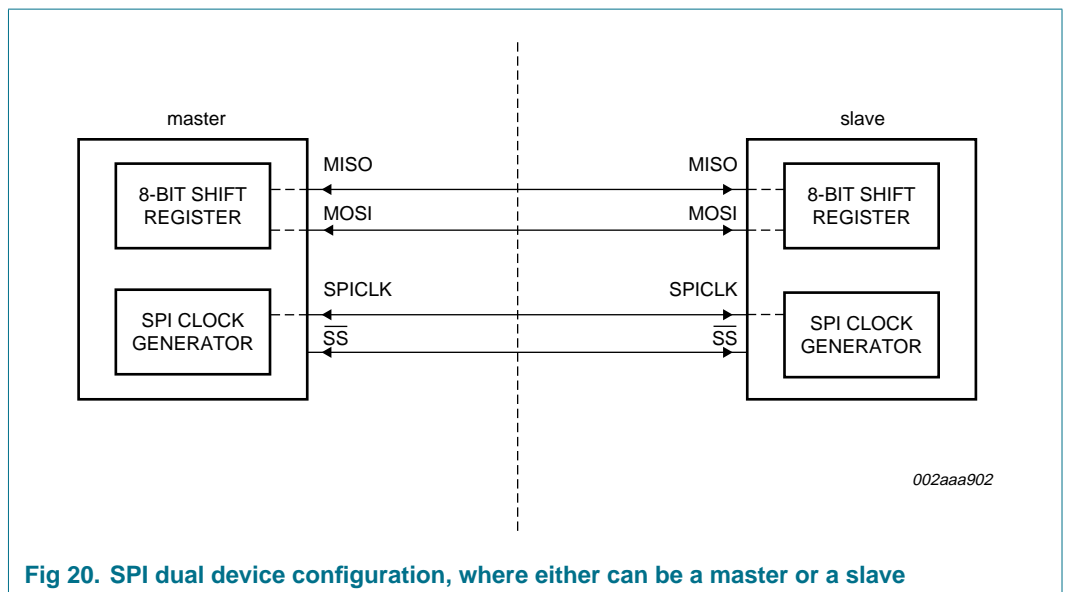 master
slave
8-BIT SHIFT
REGISTER
MISO
MOSI
MISO
MOSI
8-BIT SHIFT
REGISTER
SPI CLOCK
GENERATOR
SPICLK
SS
SPICLK
SS
SPI CLOCK
GENERATOR
002aaa902
Fig 20. SPI dual device configuration, where either can be a master or a slave